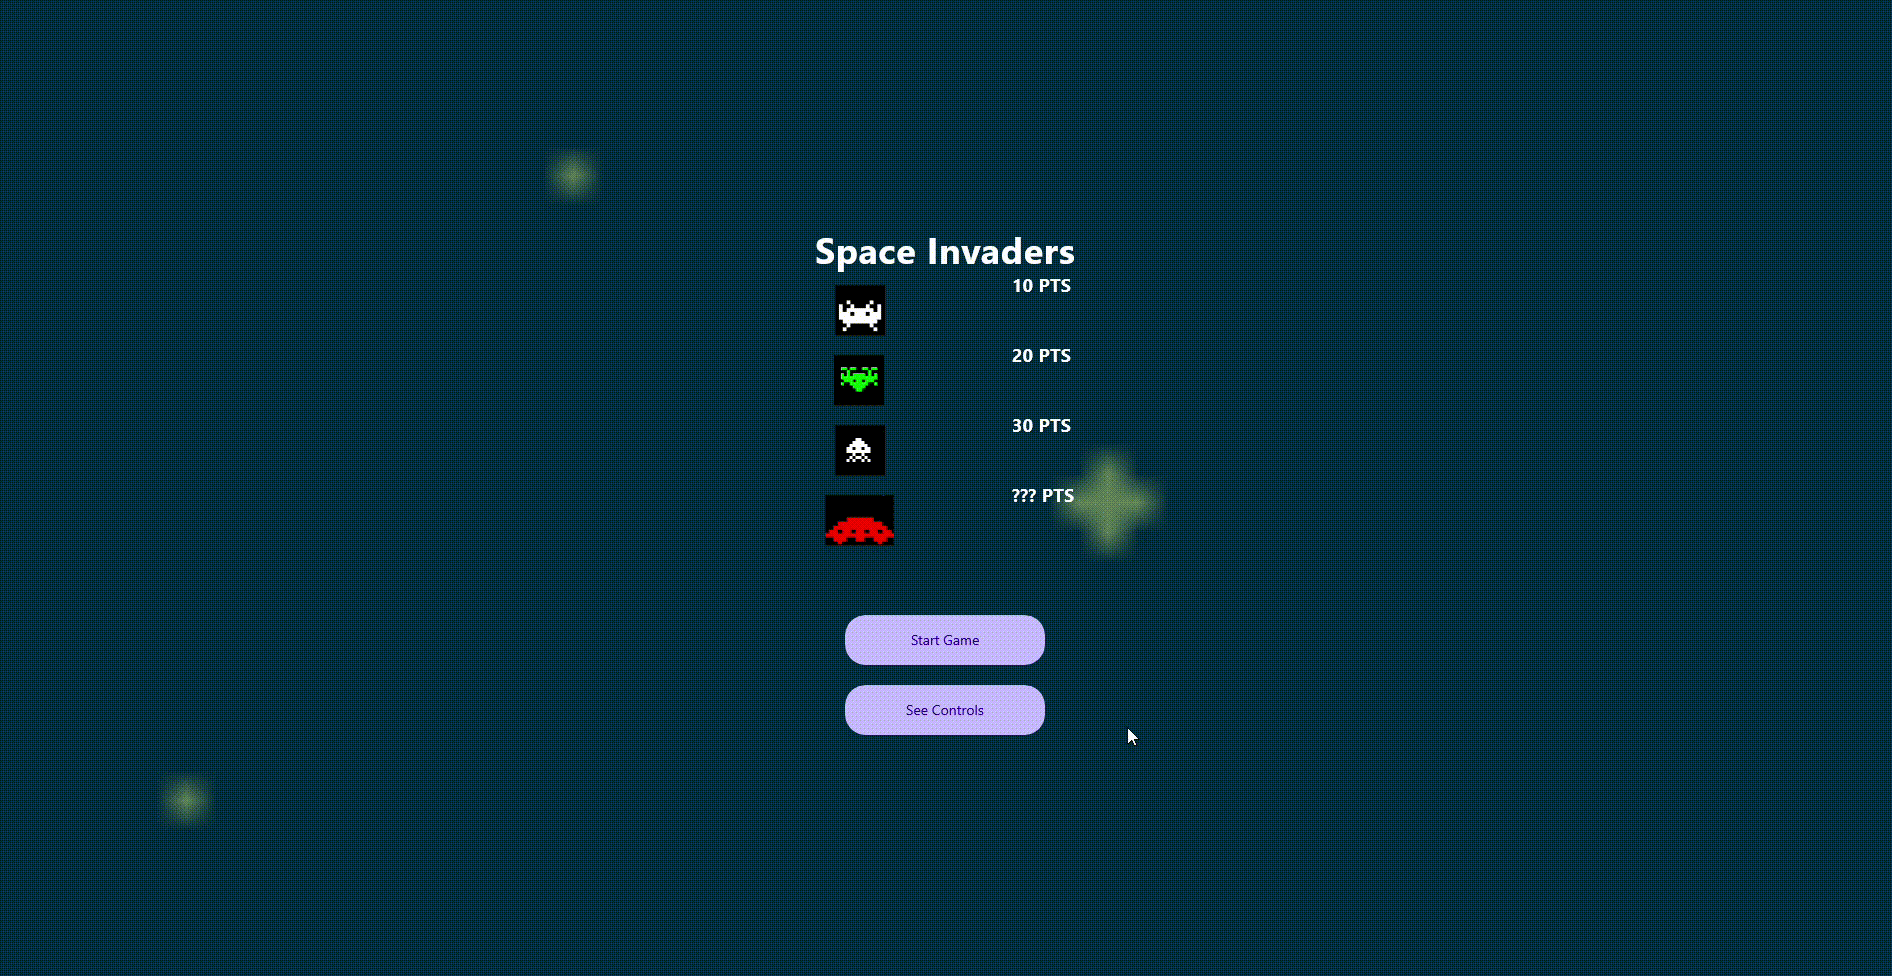 Space Invaders
10 PTS
20 PTS
30 PTS
??? PTS
Start Game
See Controls